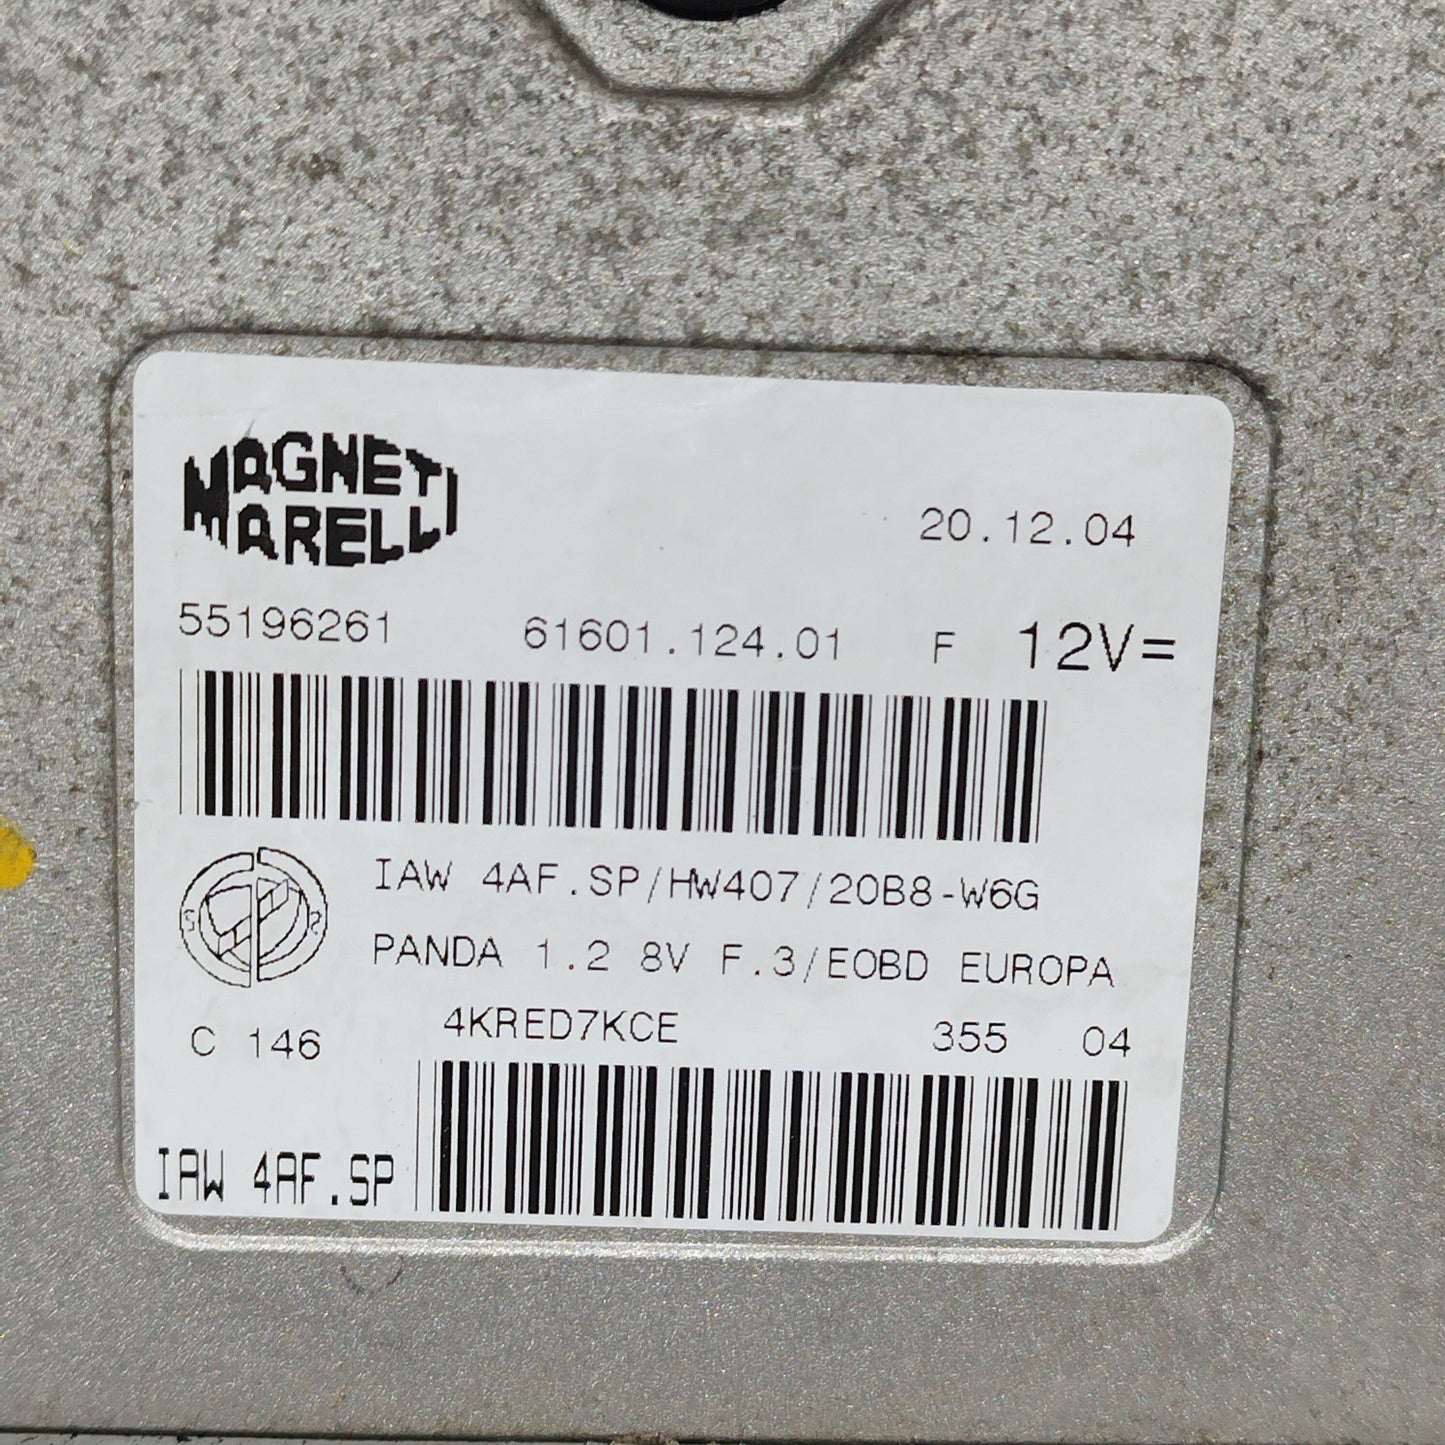 MAGNETI
MARELLI
20.12.04
55196261 61601.124.01 F 12V=
IAW 4AF.SP/HW407/20B8-W6G
PANDA 1.2 8V F.3/EOBD EUROPA
C 146 4KRED7KCE 355 04
IAW 4AF.SP